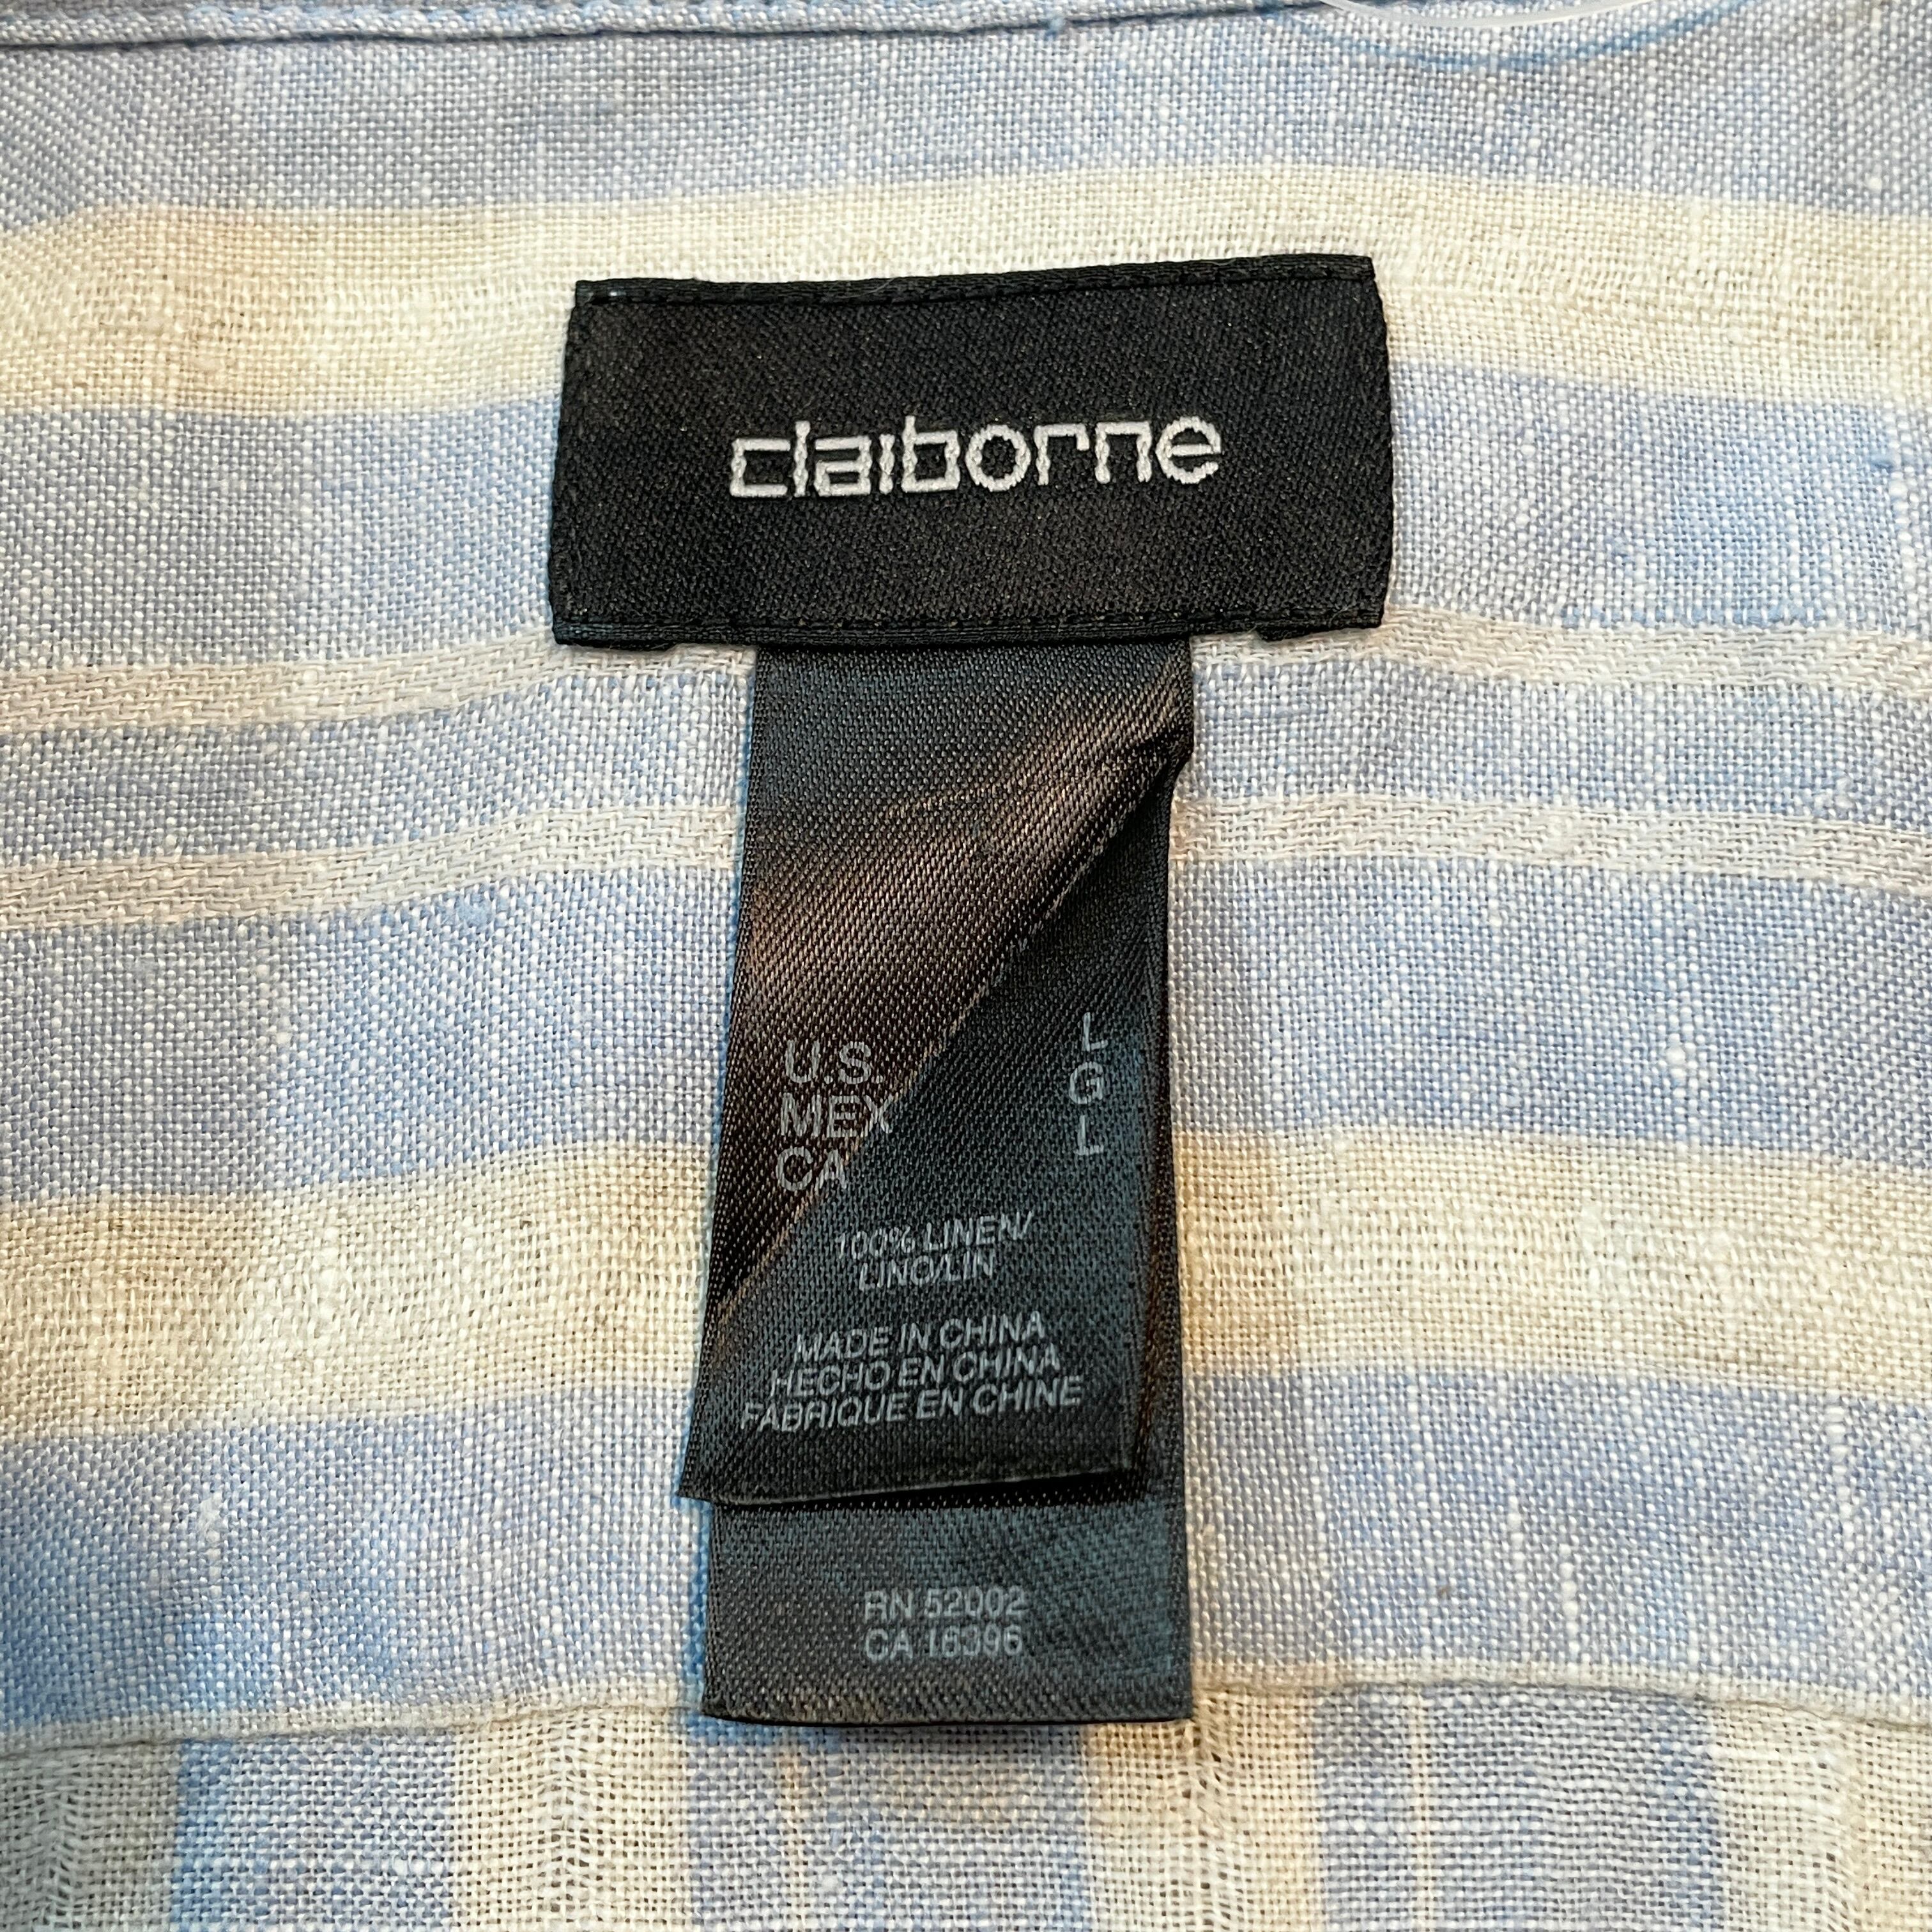 claiborne
U.S. L
MEX G
CA L
100% LINEN/
LINO/LIN
MADE IN CHINA
HECHO EN CHINA
FABRIQUE EN CHINE
RN 52002
CA 16396